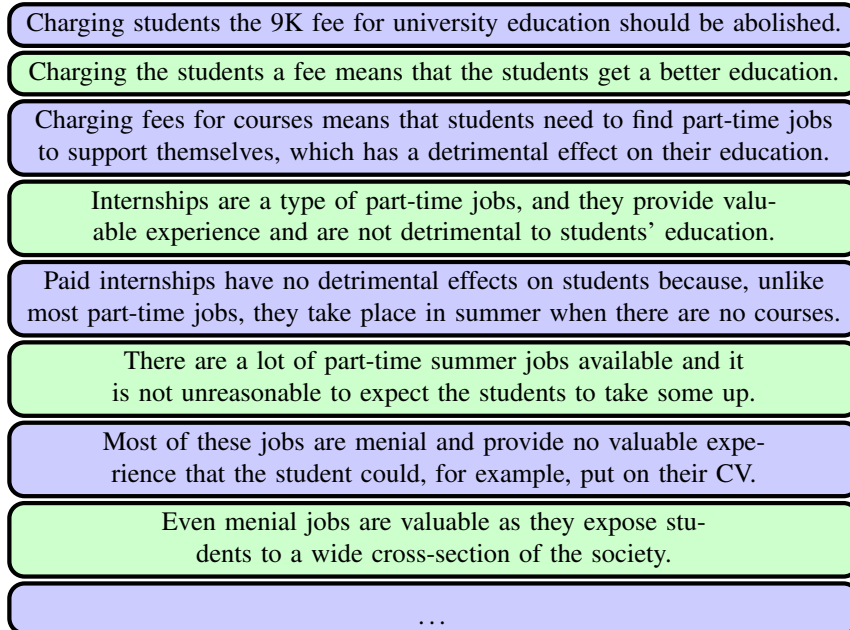 Charging students the 9K fee for university education should be abolished.
Charging the students a fee means that the students get a better education.
Charging fees for courses means that students need to find part-time jobs
to support themselves, which has a detrimental effect on their education.
Internships are a type of part-time jobs, and they provide valu-
able experience and are not detrimental to students' education.
Paid internships have no detrimental effects on students because, unlike
most part-time jobs, they take place in summer when there are no courses.
There are a lot of part-time summer jobs available and it
is not unreasonable to expect the students to take some up.
Most of these jobs are menial and provide no valuable expe-
rience that the student could, for example, put on their CV.
Even menial jobs are valuable as they expose stu-
dents to a wide cross-section of the society.
...